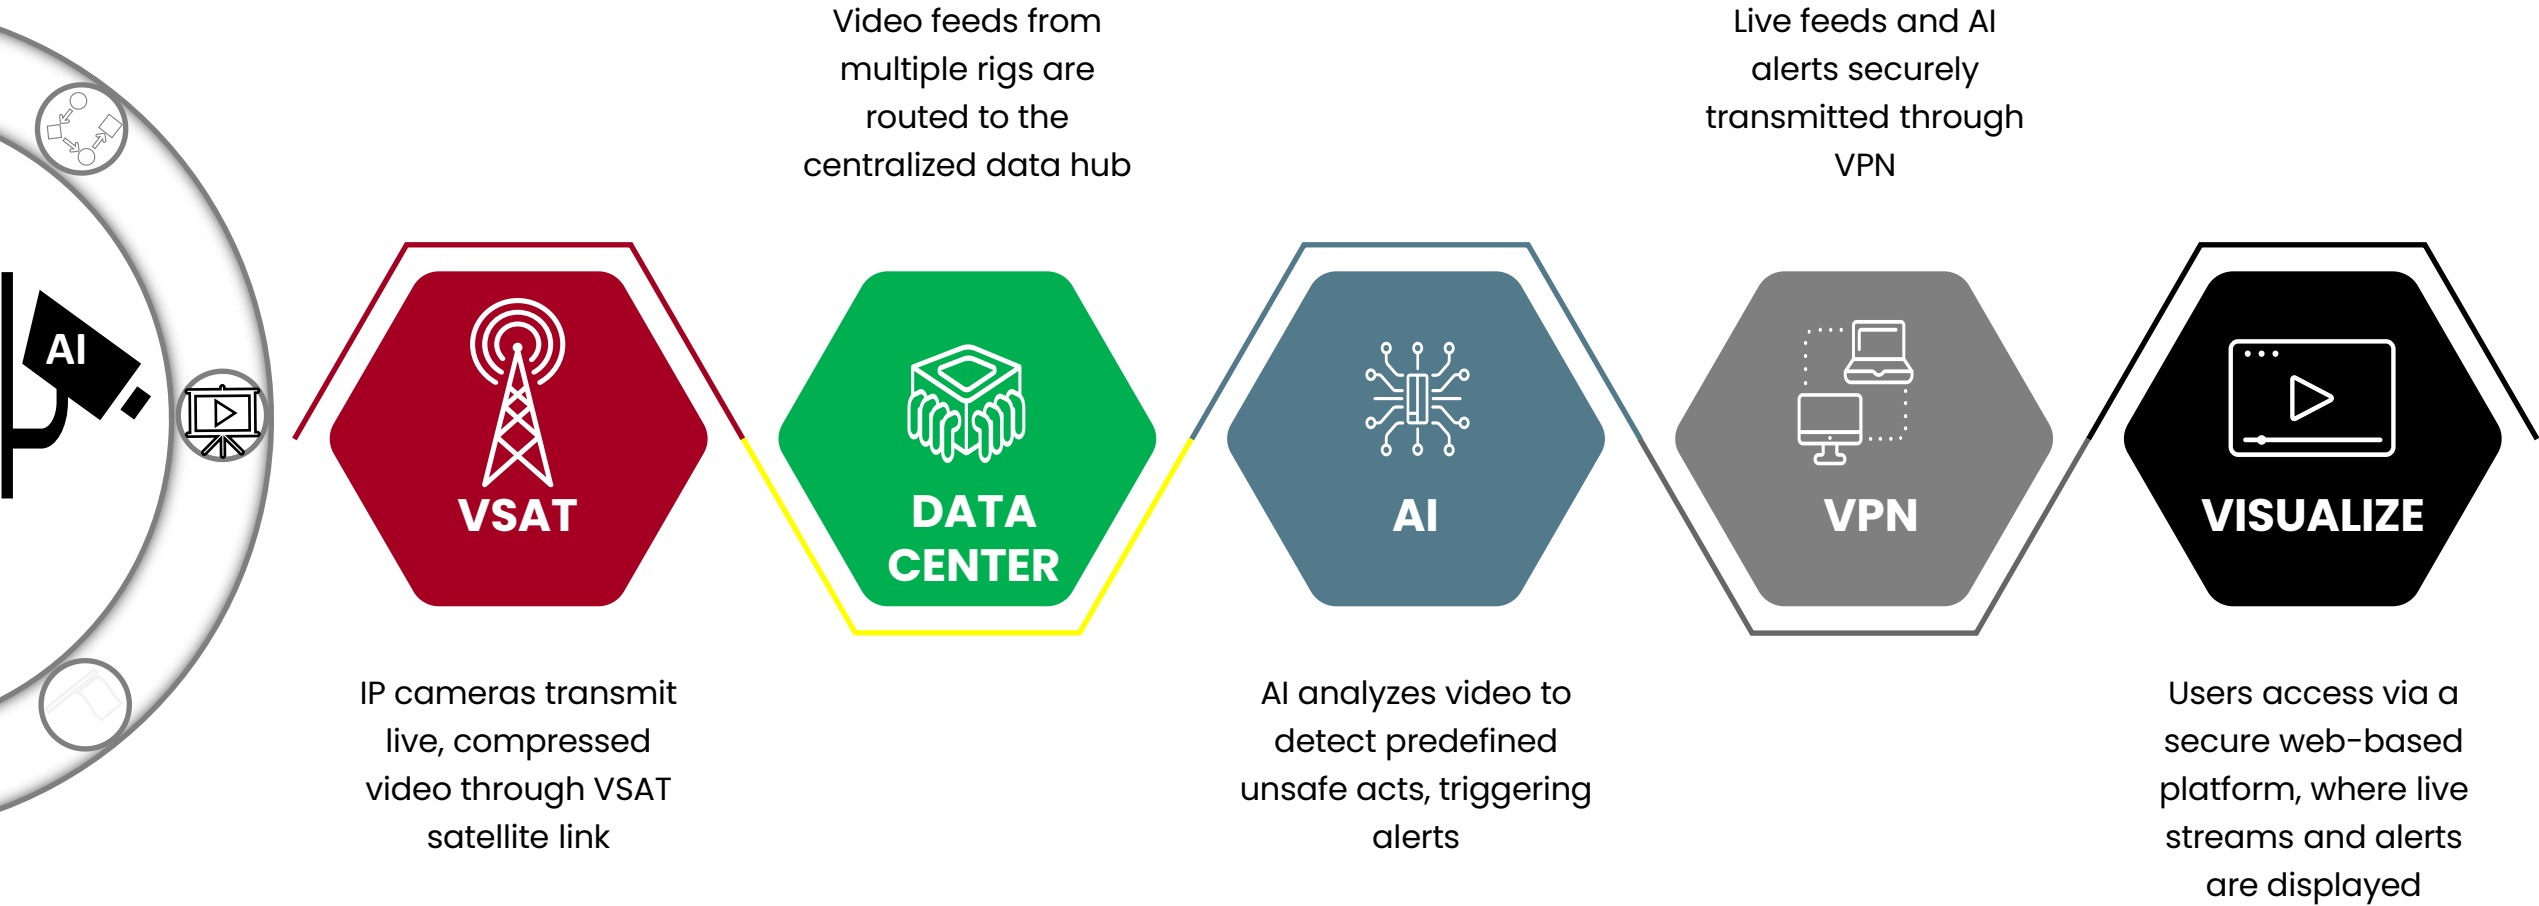 AI
VSAT
IP cameras transmit
live, compressed
video through VSAT
satellite link
Video feeds from
multiple rigs are
routed to the
centralized data hub
DATA
CENTER
AI
AI analyzes video to
detect predefined
unsafe acts, triggering
alerts
Live feeds and AI
alerts securely
transmitted through
VPN
VPN
VISUALIZE
Users access via a
secure web-based
platform, where live
streams and alerts
are displayed